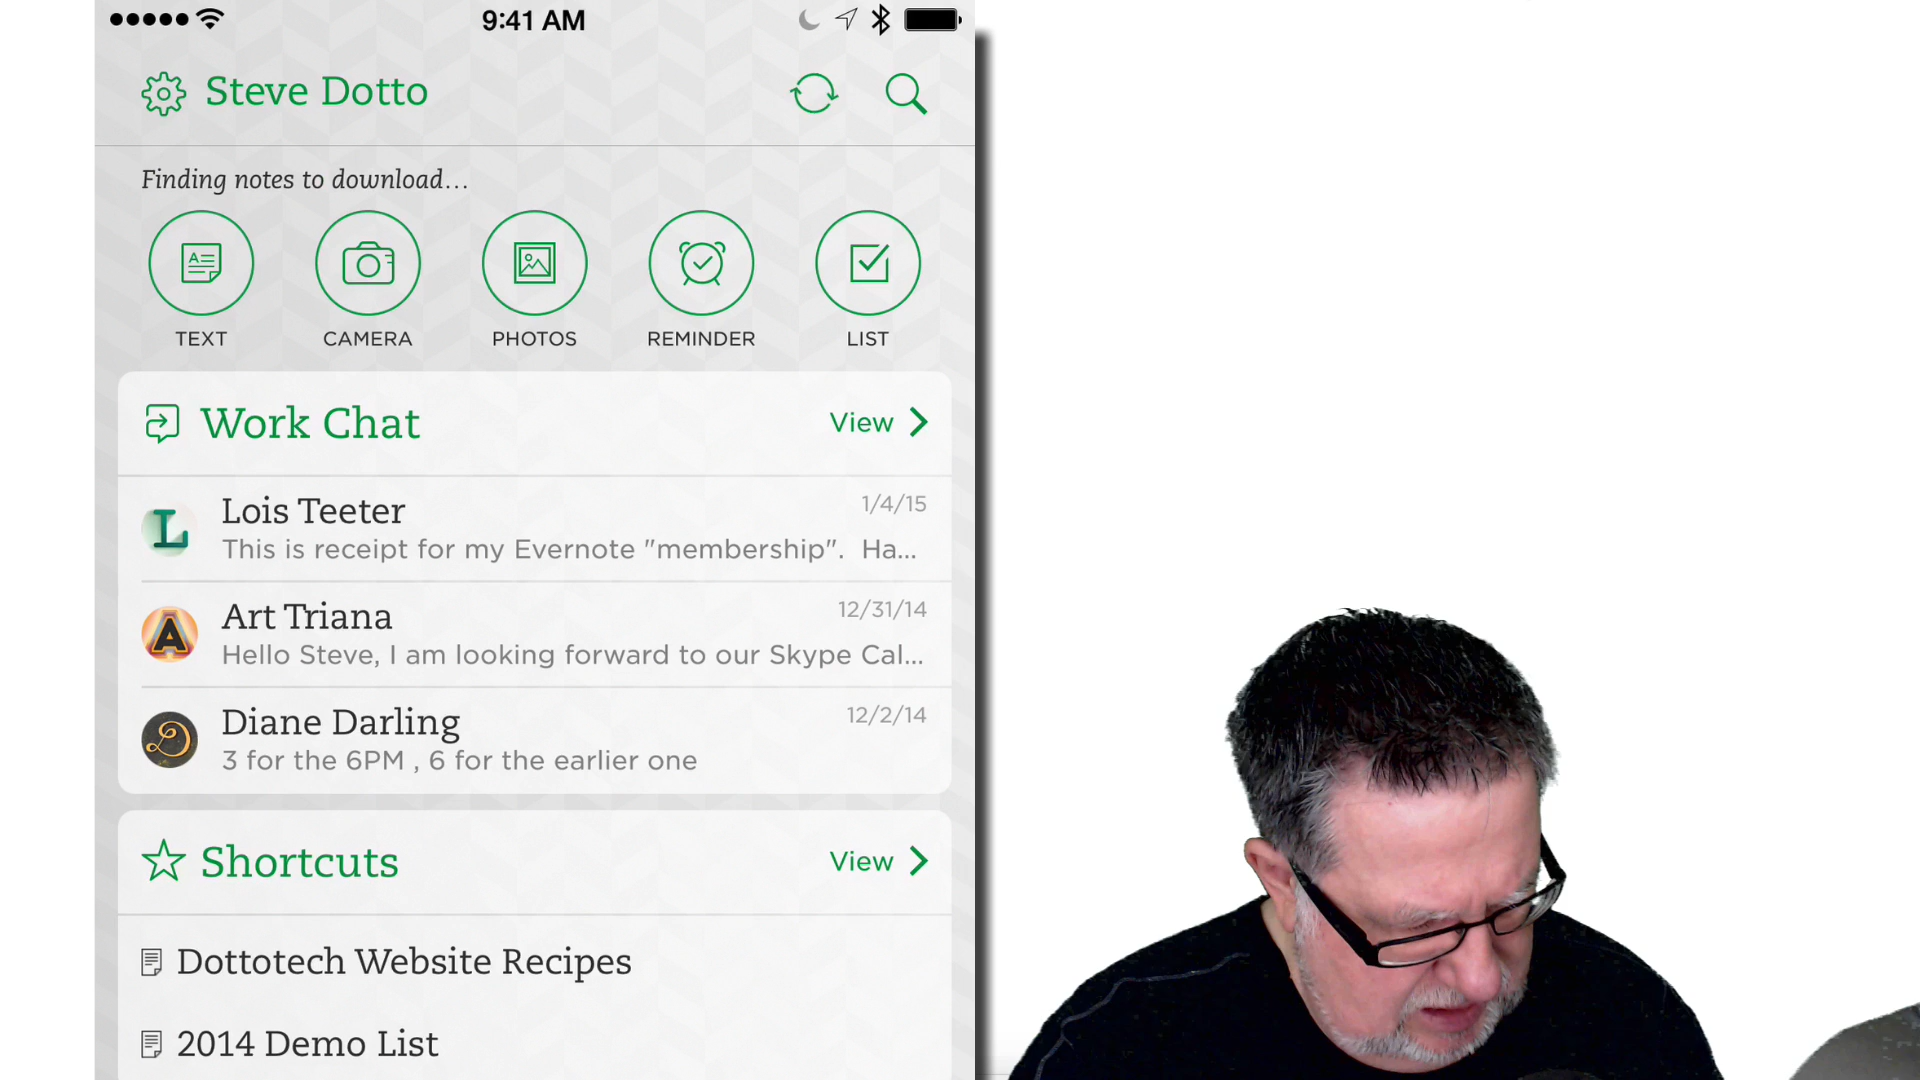 9:41 AM
Steve Dotto
Finding notes to download...
TEXT CAMERA PHOTOS REMINDER LIST
Work Chat View
L Lois Teeter 1/4/15
This is receipt for my Evernote "membership". Ha...
A Art Triana 12/31/14
Hello Steve, I am looking forward to our Skype Cal...
D Diane Darling 12/2/14
3 for the 6PM , 6 for the earlier one
Shortcuts View
Dottotech Website Recipes
2014 Demo List